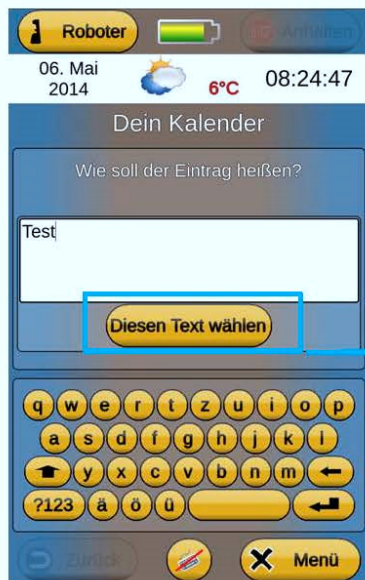 Roboter
Anhalten
06. Mai
2014
6°C
08:24:47
Dein Kalender
Wie soll der Eintrag heißen?
Test
Diesen Text wählen
q w e r t z u i o p
a s d f g h j k l
y x c v b n m
?123 ä ö ü
Zurück
Menü